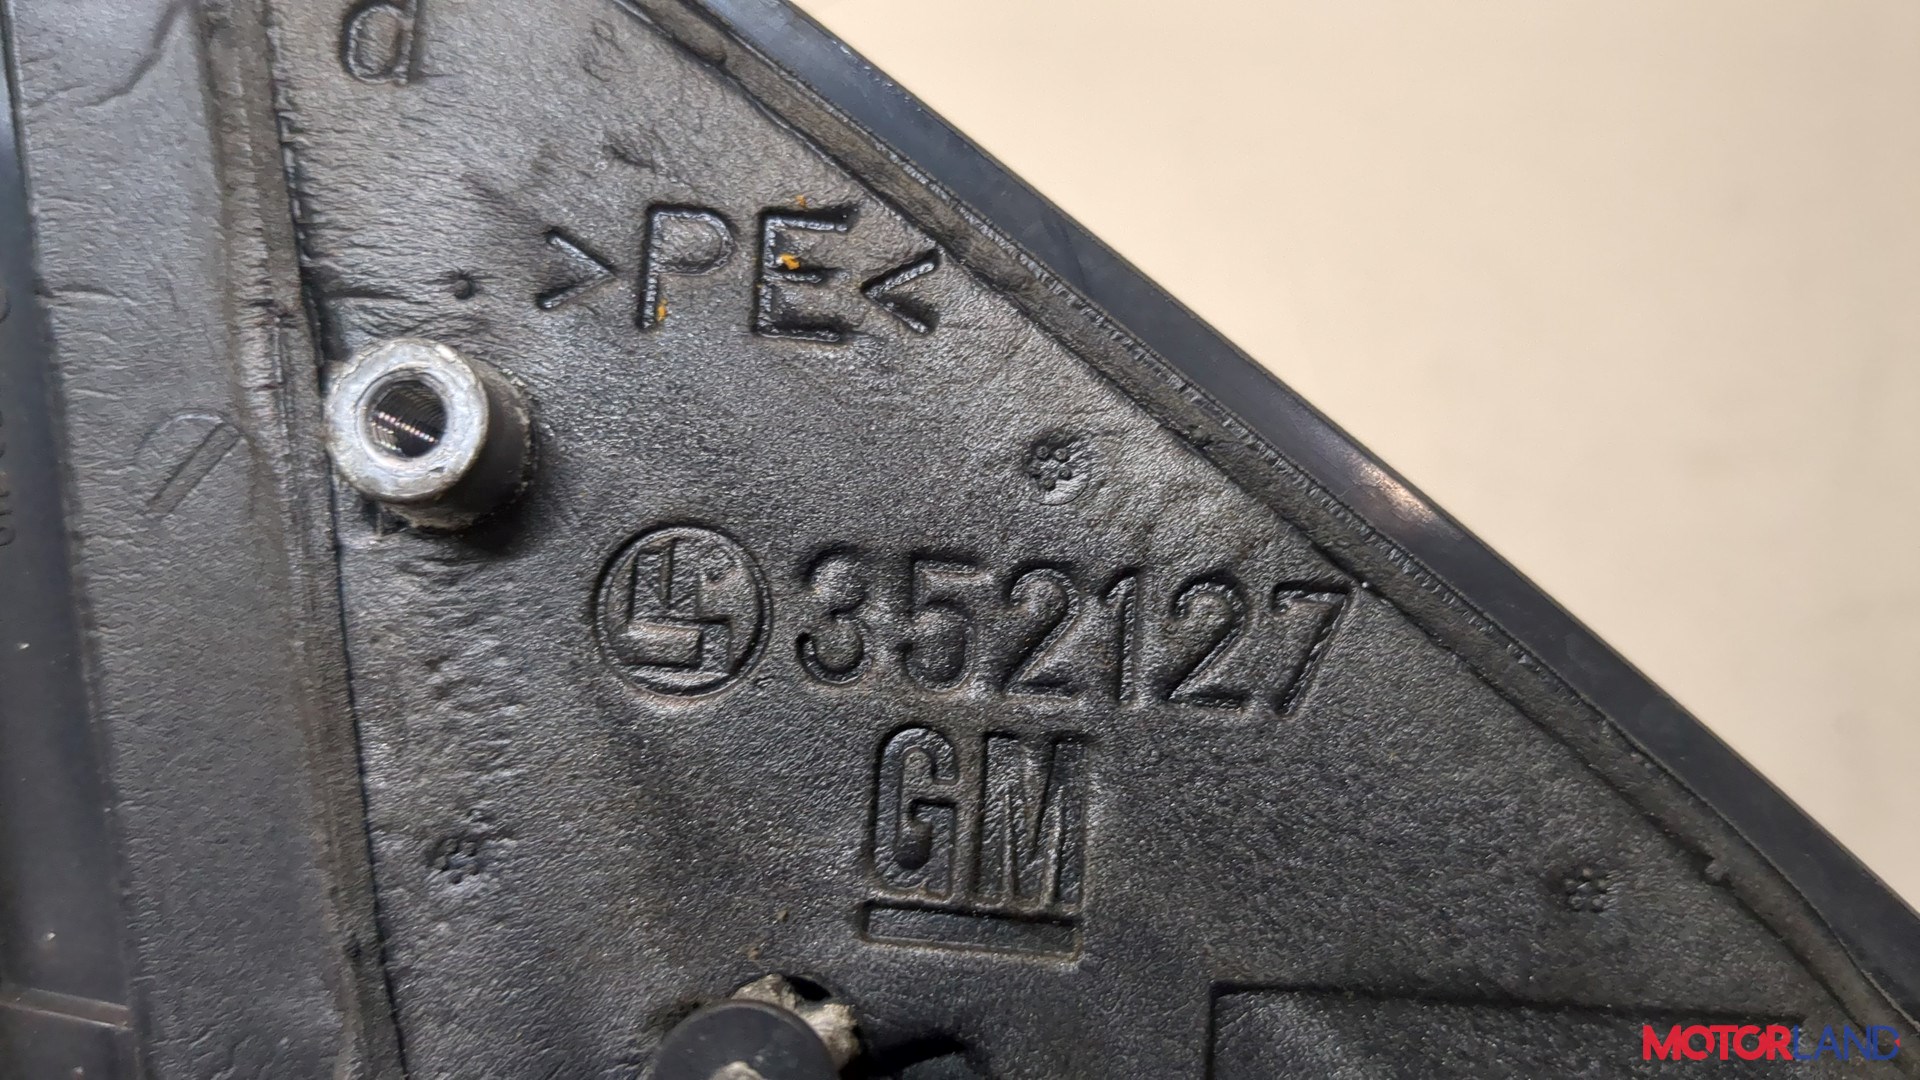 d
>PE<
352127
GM
MOTORLAND